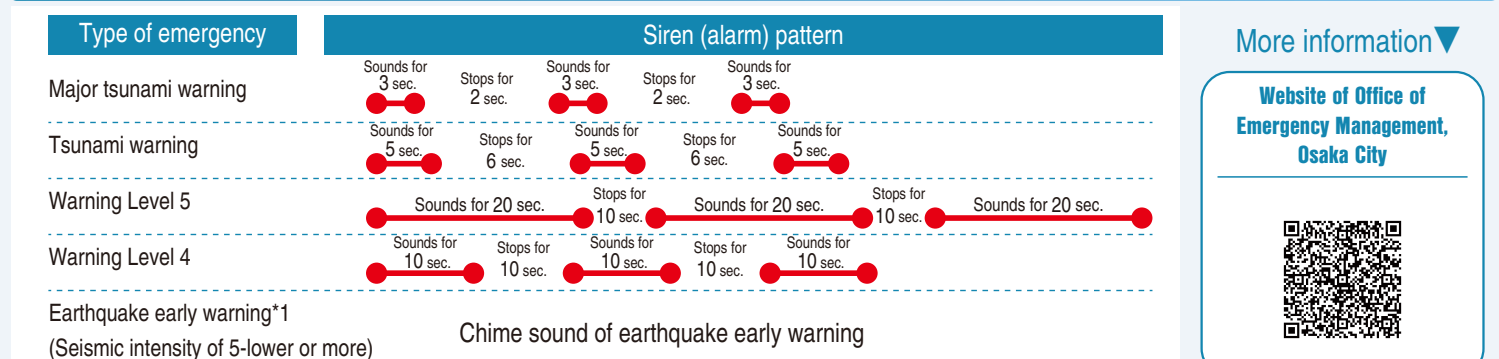 Type of emergency
Siren (alarm) pattern
Major tsunami warning
Sounds for
3 sec.
Stops for
2 sec.
Sounds for
3 sec.
Stops for
2 sec.
Sounds for
3 sec.
Tsunami warning
Sounds for
5 sec.
Stops for
6 sec.
Sounds for
5 sec.
Stops for
6 sec.
Sounds for
5 sec.
Warning Level 5
Sounds for 20 sec.
Stops for
10 sec.
Sounds for 20 sec.
Stops for
10 sec.
Sounds for 20 sec.
Warning Level 4
Sounds for
10 sec.
Stops for
10 sec.
Sounds for
10 sec.
Stops for
10 sec.
Sounds for
10 sec.
Earthquake early warning*1
(Seismic intensity of 5-lower or more)
Chime sound of earthquake early warning
More information▼
Website of Office of
Emergency Management,
Osaka City